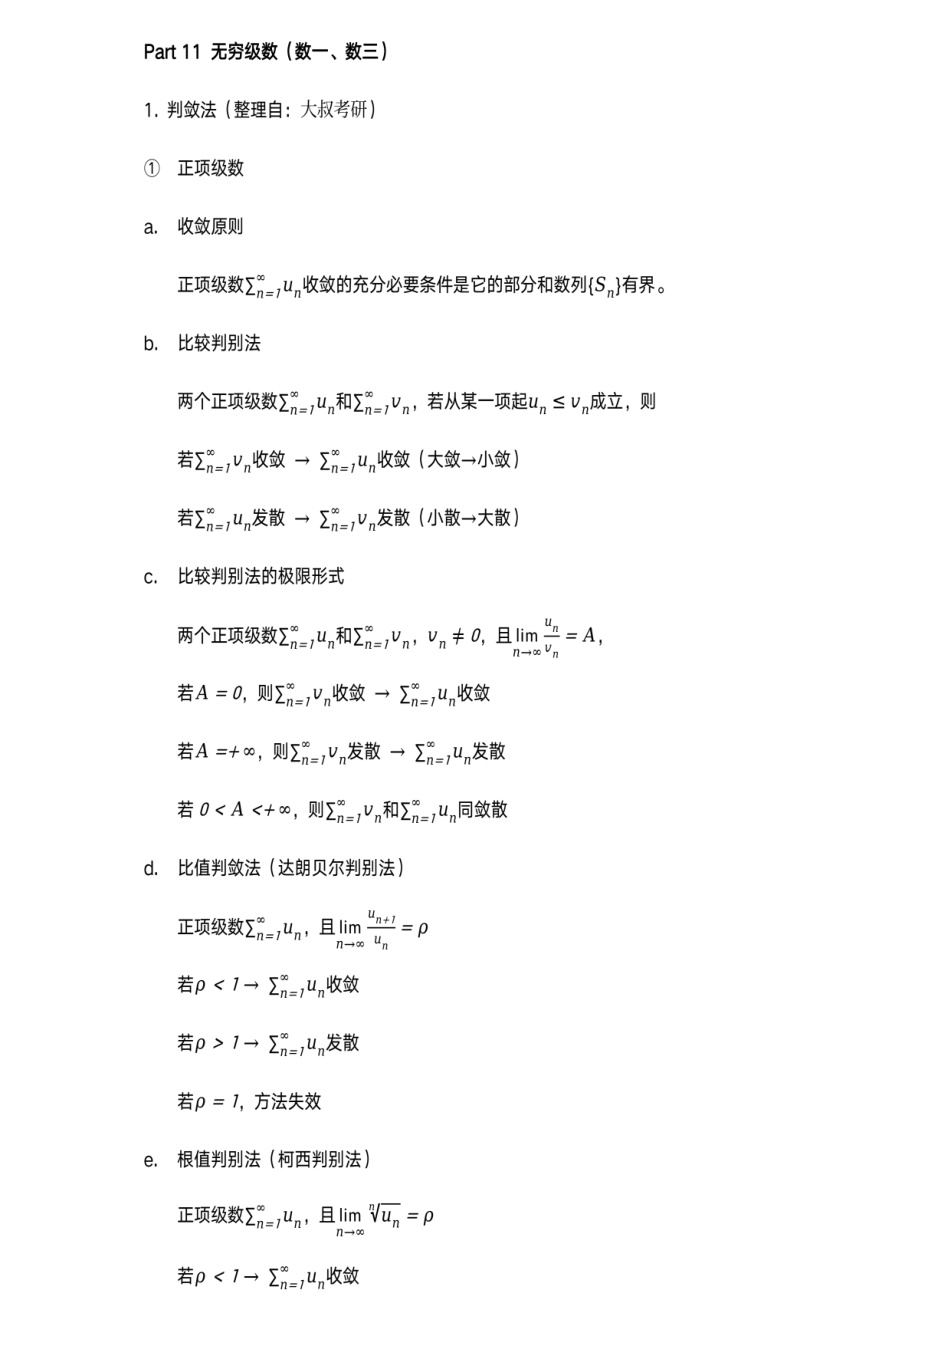 Part 11 无穷级数（数一、数三）
1. 判敛法（整理自：大叔考研）
① 正项级数
a. 收敛原则
正项级数∑_{n=1}^{∞} u_n收敛的充分必要条件是它的部分和数列{S_n}有界。
b. 比较判别法
两个正项级数∑_{n=1}^{∞} u_n和∑_{n=1}^{∞} v_n，若从某一项起u_n ≤ v_n成立，则
若∑_{n=1}^{∞} v_n收敛 → ∑_{n=1}^{∞} u_n收敛（大敛→小敛）
若∑_{n=1}^{∞} u_n发散 → ∑_{n=1}^{∞} v_n发散（小散→大散）
c. 比较判别法的极限形式
两个正项级数∑_{n=1}^{∞} u_n和∑_{n=1}^{∞} v_n，v_n ≠ 0，且 lim_{n→∞} u_n/v_n = A，
若A = 0，则∑_{n=1}^{∞} v_n收敛 → ∑_{n=1}^{∞} u_n收敛
若A =+∞，则∑_{n=1}^{∞} v_n发散 → ∑_{n=1}^{∞} u_n发散
若 0 < A <+∞，则∑_{n=1}^{∞} v_n和∑_{n=1}^{∞} u_n同敛散
d. 比值判敛法（达朗贝尔判别法）
正项级数∑_{n=1}^{∞} u_n，且 lim_{n→∞} u_{n+1}/u_n = ρ
若ρ < 1 → ∑_{n=1}^{∞} u_n收敛
若ρ > 1 → ∑_{n=1}^{∞} u_n发散
若ρ = 1，方法失效
e. 根值判别法（柯西判别法）
正项级数∑_{n=1}^{∞} u_n，且 lim_{n→∞} ⁿ√u_n = ρ
若ρ < 1 → ∑_{n=1}^{∞} u_n收敛